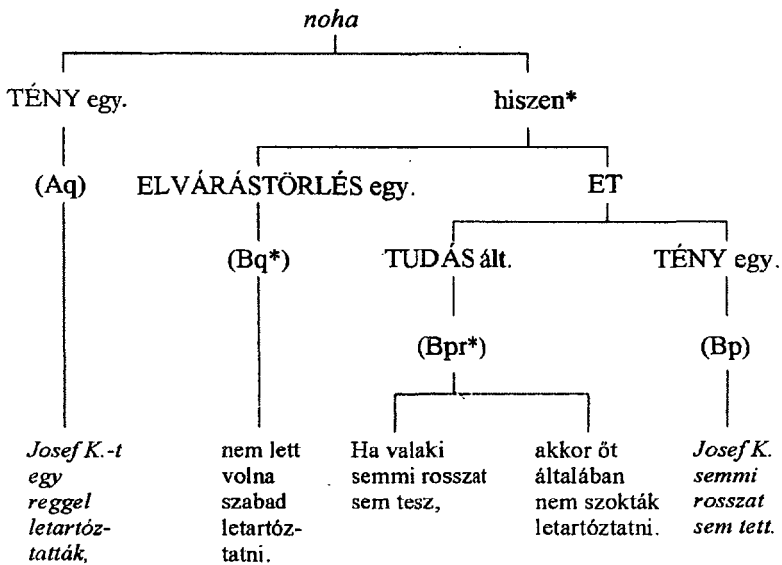 noha
TÉNY egy. hiszen*
(Aq) ELVÁRÁSTÖRLÉS egy. ET
(Bq*) TUDÁS ált. TÉNY egy.
(Bpr*) (Bp)
Josef K.-t
egy
reggel
letartóz-
tatták,
nem lett
volna
szabad
letartóz-
tatni.
Ha valaki
semmi rosszat
sem tesz,
akkor őt
általában
nem szokták
letartóztatni.
Josef K.
semmi
rosszat
sem tett.